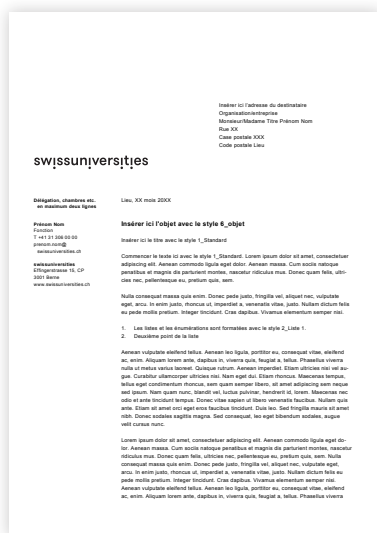 Insérer ici l'adresse du destinataire
Organisation/entreprise
Monsieur/Madame Titre Prénom Nom
Rue XX
Case postale XXX
Code postale Lieu
swissuniversities
Délégation, chambres etc.
en maximum deux lignes
Lieu, XX mois 20XX
Prénom Nom
Fonction
T +41 31 306 00 00
prenom.nom@
swissuniversities.ch
swissuniversities
Effingerstrasse 15, CP
3001 Berne
www.swissuniversities.ch
Insérer ici l'objet avec le style 6_objet
Insérer ici le titre avec le style 1_Standard
Commencer le texte ici avec le style 1_Standard. Lorem ipsum dolor sit amet, consectetuer
adipiscing elit. Aenean commodo ligula eget dolor. Aenean massa. Cum sociis natoque
penatibus et magnis dis parturient montes, nascetur ridiculus mus. Donec quam felis, ultri-
cies nec, pellentesque eu, pretium quis, sem.
Nulla consequat massa quis enim. Donec pede justo, fringilla vel, aliquet nec, vulputate
eget, arcu. In enim justo, rhoncus ut, imperdiet a, venenatis vitae, justo. Nullam dictum felis
eu pede mollis pretium. Integer tincidunt. Cras dapibus. Vivamus elementum semper nisi.
1. Les listes et les énumérations sont formatées avec le style 2_Liste 1.
2. Deuxième point de la liste
Aenean vulputate eleifend tellus. Aenean leo ligula, porttitor eu, consequat vitae, eleifend
ac, enim. Aliquam lorem ante, dapibus in, viverra quis, feugiat a, tellus. Phasellus viverra
nulla ut metus varius laoreet. Quisque rutrum. Aenean imperdiet. Etiam ultricies nisi vel au-
gue. Curabitur ullamcorper ultricies nisi. Nam eget dui. Etiam rhoncus. Maecenas tempus,
tellus eget condimentum rhoncus, sem quam semper libero, sit amet adipiscing sem neque
sed ipsum. Nam quam nunc, blandit vel, luctus pulvinar, hendrerit id, lorem. Maecenas nec
odio et ante tincidunt tempus. Donec vitae sapien ut libero venenatis faucibus. Nullam quis
ante. Etiam sit amet orci eget eros faucibus tincidunt. Duis leo. Sed fringilla mauris sit amet
nibh. Donec sodales sagittis magna. Sed consequat, leo eget bibendum sodales, augue
velit cursus nunc.
Lorem ipsum dolor sit amet, consectetuer adipiscing elit. Aenean commodo ligula eget do-
lor. Aenean massa. Cum sociis natoque penatibus et magnis dis parturient montes, nascetur
ridiculus mus. Donec quam felis, ultricies nec, pellentesque eu, pretium quis, sem. Nulla
consequat massa quis enim. Donec pede justo, fringilla vel, aliquet nec, vulputate eget,
arcu. In enim justo, rhoncus ut, imperdiet a, venenatis vitae, justo. Nullam dictum felis eu
pede mollis pretium. Integer tincidunt. Cras dapibus. Vivamus elementum semper nisi.
Aenean vulputate eleifend tellus. Aenean leo ligula, porttitor eu, consequat vitae, eleifend
ac, enim. Aliquam lorem ante, dapibus in, viverra quis, feugiat a, tellus. Phasellus viverra